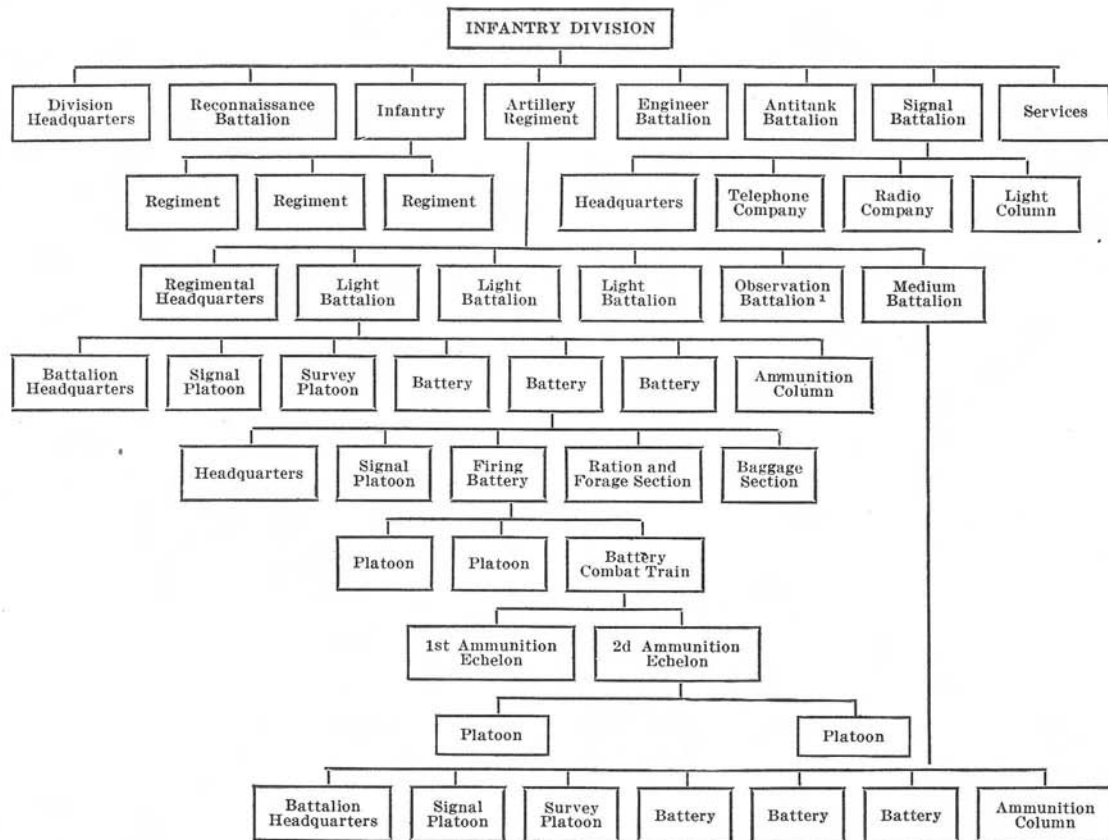 INFANTRY DIVISION
Division
Headquarters
Reconnaissance
Battalion
Infantry
Artillery
Regiment
Engineer
Battalion
Antitank
Battalion
Signal
Battalion
Services
Regiment
Regiment
Regiment
Headquarters
Telephone
Company
Radio
Company
Light
Column
Regimental
Headquarters
Light
Battalion
Light
Battalion
Light
Battalion
Observation
Battalion ¹
Medium
Battalion
Battalion
Headquarters
Signal
Platoon
Survey
Platoon
Battery
Battery
Battery
Ammunition
Column
Headquarters
Signal
Platoon
Firing
Battery
Ration and
Forage Section
Baggage
Section
Platoon
Platoon
Battery
Combat Train
1st Ammunition
Echelon
2d Ammunition
Echelon
Platoon
Platoon
Battalion
Headquarters
Signal
Platoon
Survey
Platoon
Battery
Battery
Battery
Ammunition
Column